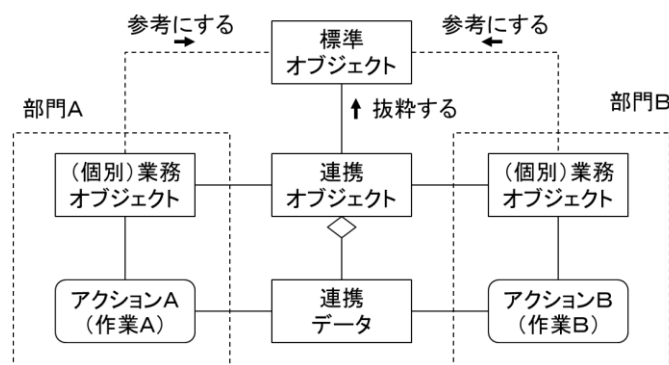 参考にする
標準
オブジェクト
参考にする
抜粋する
部門A
部門B
(個別)業務
オブジェクト
連携
オブジェクト
(個別)業務
オブジェクト
アクションA
(作業A)
連携
データ
アクションB
(作業B)